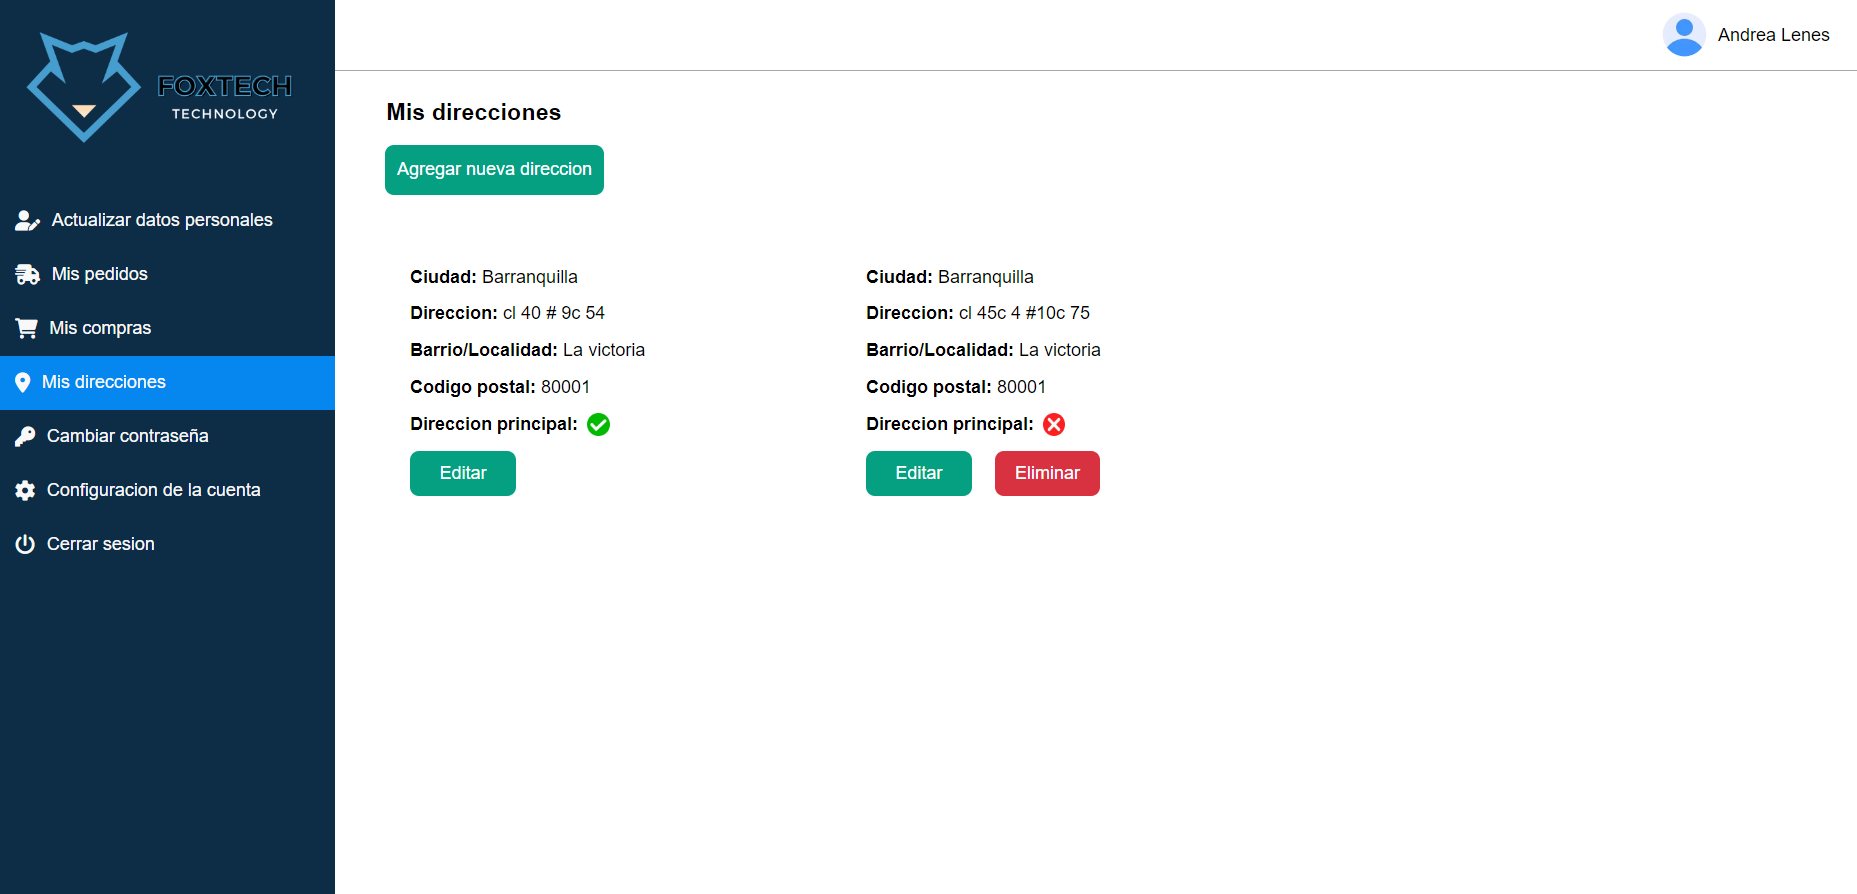 FOXTECH
TECHNOLOGY
Actualizar datos personales
Mis pedidos
Mis compras
Mis direcciones
Cambiar contraseña
Configuracion de la cuenta
Cerrar sesion
Andrea Lenes
Mis direcciones
Agregar nueva direccion
Ciudad: Barranquilla
Direccion: cl 40 # 9c 54
Barrio/Localidad: La victoria
Codigo postal: 80001
Direccion principal:
Editar
Ciudad: Barranquilla
Direccion: cl 45c 4 #10c 75
Barrio/Localidad: La victoria
Codigo postal: 80001
Direccion principal:
Editar Eliminar